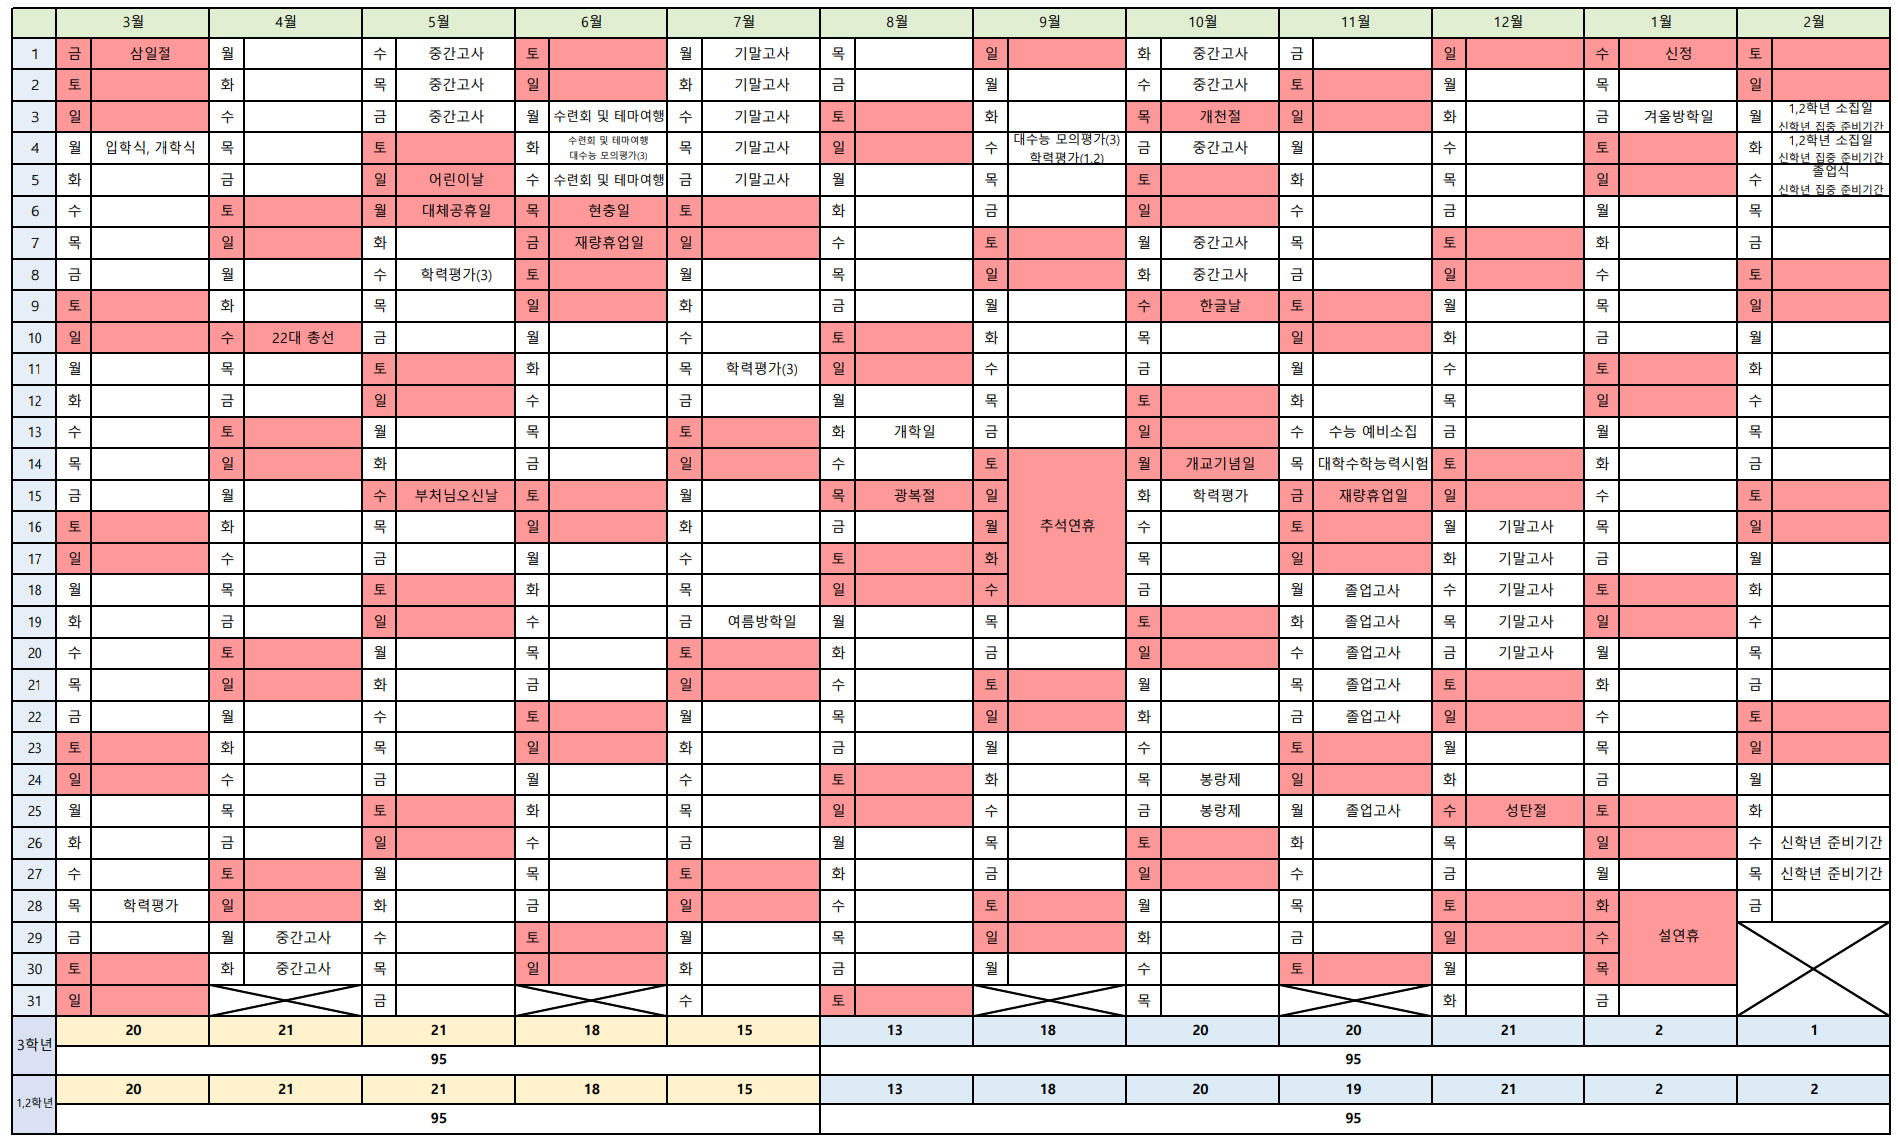 3월 4월 5월 6월 7월 8월 9월 10월 11월 12월 1월 2월
1 금 삼일절 월 수 중간고사 토 월 기말고사 목 일 화 중간고사 금 일 수 신정 토
2 토 화 목 중간고사 일 화 기말고사 금 월 수 중간고사 토 월 목 일
3 일 수 금 중간고사 월 수련회 및 테마여행 수 기말고사 토 화 목 개천절 일 화 금 겨울방학일 월 1,2학년 소집일
신학년 집중 준비기간
4 월 입학식, 개학식 목 토 화 수련회 및 테마여행
대수능 모의평가(3)
목 기말고사 일 수 대수능 모의평가(3)
학력평가(1,2)
금 중간고사 월 수 토 화 1,2학년 소집일
신학년 집중 준비기간
5 화 금 일 어린이날 수 수련회 및 테마여행 금 기말고사 월 목 토 화 목 일 수 졸업식
신학년 집중 준비기간
6 수 토 월 대체공휴일 목 현충일 토 화 금 일 수 금 월 목
7 목 일 화 금 재량휴업일 일 수 토 월 중간고사 목 토 화 금
8 금 월 수 학력평가(3) 토 월 목 일 화 중간고사 금 일 수 토
9 토 화 목 일 화 금 월 수 한글날 토 월 목 일
10 일 수 22대 총선 금 월 수 토 화 목 일 화 금 월
11 월 목 토 화 목 학력평가(3) 일 수 금 월 수 토 화
12 화 금 일 수 금 월 목 토 화 목 일 수
13 수 토 월 목 토 화 개학일 금 일 수 수능 예비소집 금 월 목
14 목 일 화 금 일 수 토 월 개교기념일 목 대학수학능력시험 토 화 금
15 금 월 수 부처님오신날 토 월 목 광복절 일 화 학력평가 금 재량휴업일 일 수 토
16 토 화 목 일 화 금 월 추석연휴 수 토 월 기말고사 목 일
17 일 수 금 월 수 토 화 목 일 화 기말고사 금 월
18 월 목 토 화 목 일 수 금 월 졸업고사 수 기말고사 토 화
19 화 금 일 수 금 여름방학일 월 목 토 화 졸업고사 목 기말고사 일 수
20 수 토 월 목 토 화 금 일 수 졸업고사 금 기말고사 월 목
21 목 일 화 금 일 수 토 월 목 졸업고사 토 화 금
22 금 월 수 토 월 목 일 화 금 졸업고사 일 수 토
23 토 화 목 일 화 금 월 수 토 월 목 일
24 일 수 금 월 수 토 화 목 봉랑제 일 화 금 월
25 월 목 토 화 목 일 수 금 봉랑제 월 졸업고사 수 성탄절 토 화
26 화 금 일 수 금 월 목 토 화 목 일 수 신학년 준비기간
27 수 토 월 목 토 화 금 일 수 금 월 목 신학년 준비기간
28 목 학력평가 일 화 금 일 수 토 월 목 토 화 금
29 금 월 중간고사 수 토 월 목 일 화 금 일 수 설연휴
30 토 화 중간고사 목 일 화 금 월 수 토 월 목
31 일 금 수 토 목 화 금
3학년 20 21 21 18 15 13 18 20 20 21 2 1
95 95
1,2학년 20 21 21 18 15 13 18 20 19 21 2 2
95 95